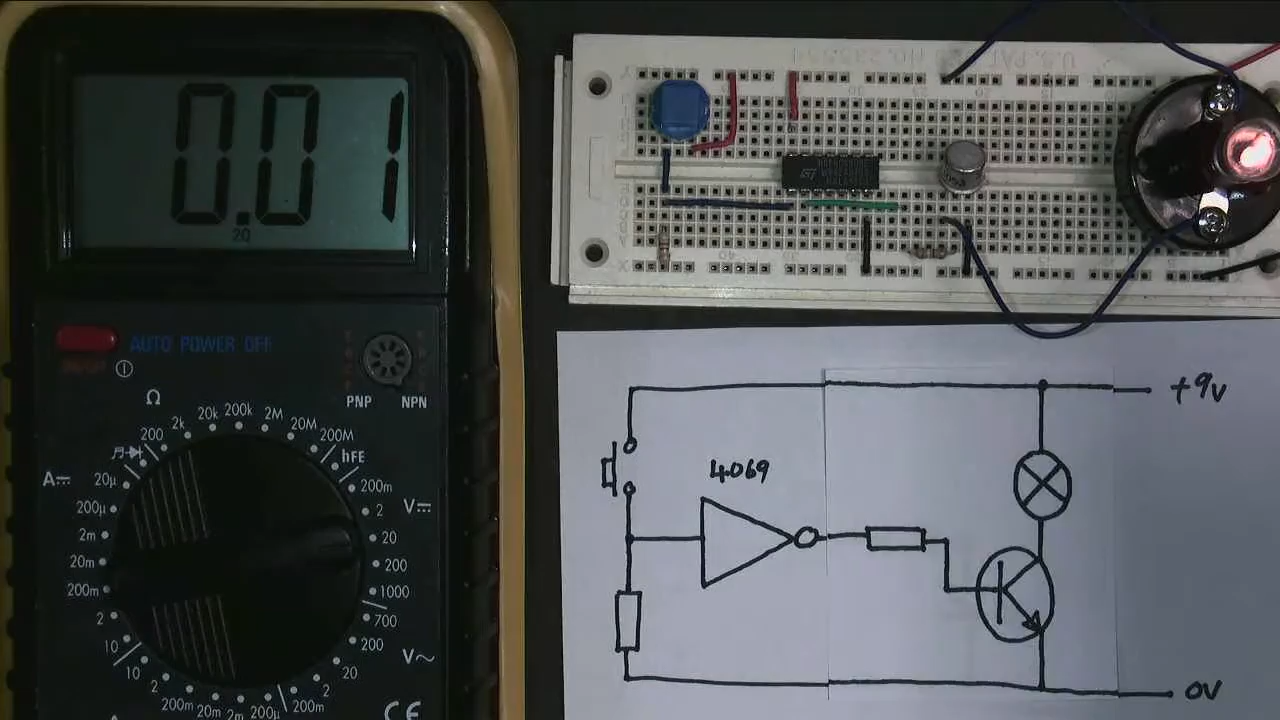 0.01
20
AUTO POWER OFF
PNP NPN
Ω
200 2k 20k 200k 2M 20M 200M
hFE
A
20µ
200µ
2m
20m
200m
2
10
V
200m
2
20
200
1000
700
200
20
2
200m
V~
10
2
200m
20m
2m
200µ
CE
U.S. PAT
+9v
4069
0V